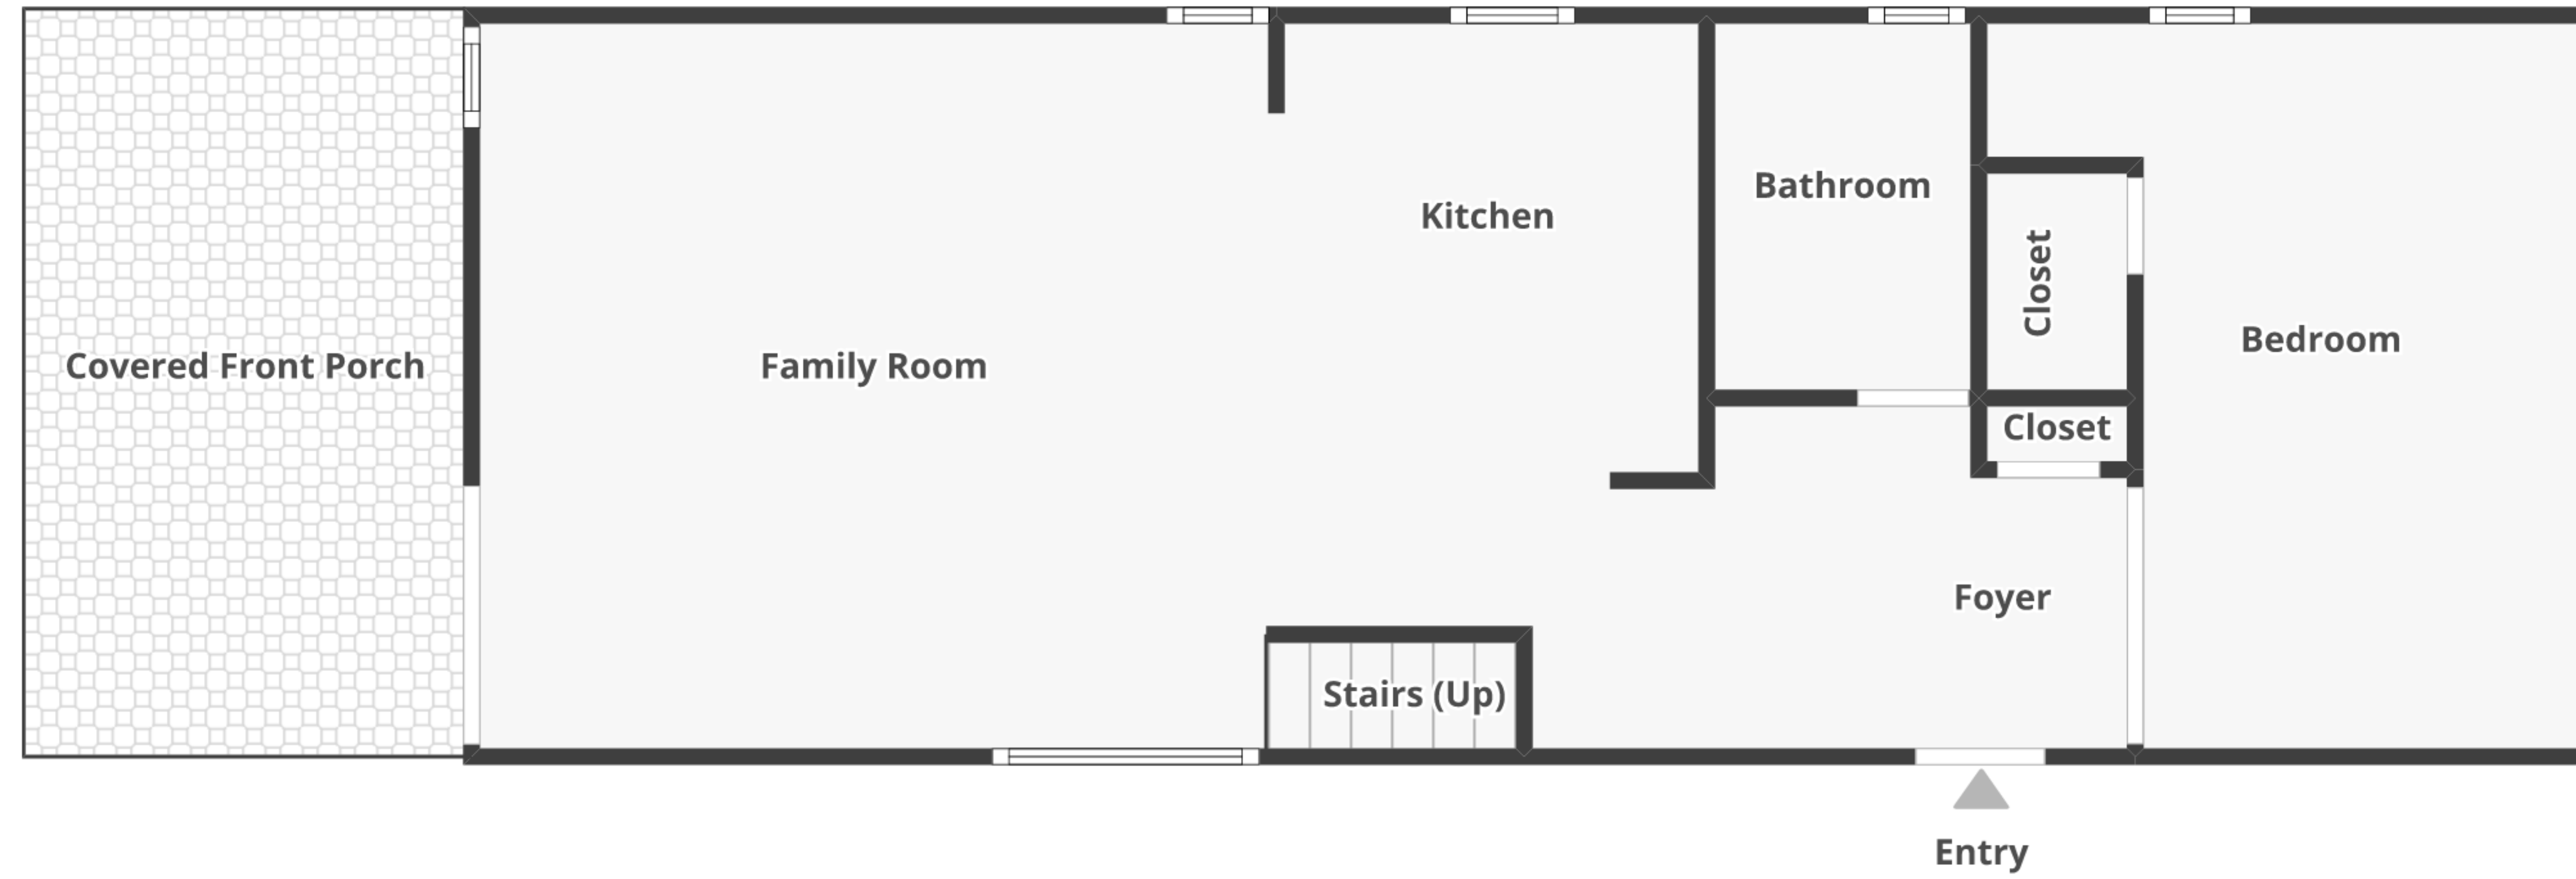 Covered Front Porch
Family Room
Kitchen
Bathroom
Closet
Closet
Bedroom
Foyer
Stairs (Up)
Entry